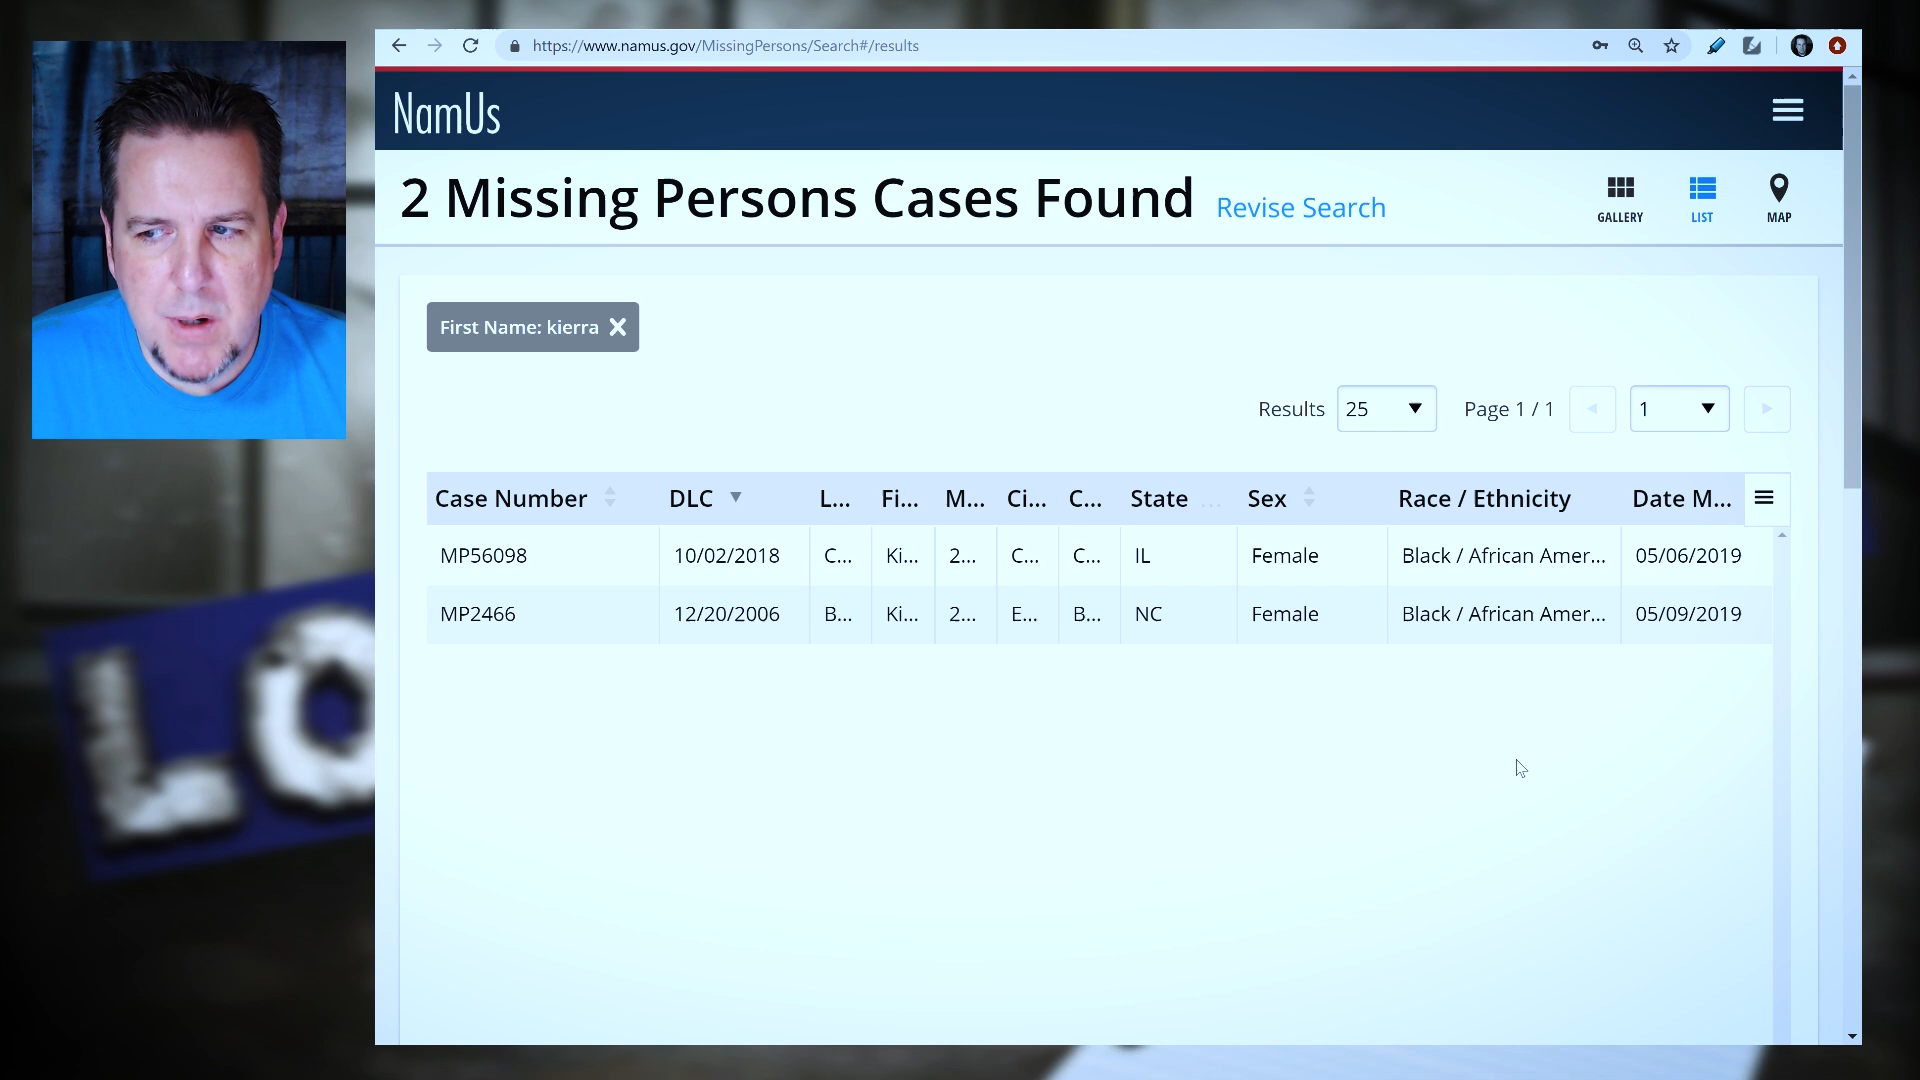 https://www.namus.gov/MissingPersons/Search#/results
NamUs
2 Missing Persons Cases Found Revise Search
GALLERY LIST MAP
First Name: kierra
Results 25 Page 1 / 1 1
Case Number DLC L... Fi... M... Ci... C... State ... Sex Race / Ethnicity Date M...
MP56098 10/02/2018 C... Ki... 2... C... C... IL Female Black / African Amer... 05/06/2019
MP2466 12/20/2006 B... Ki... 2... E... B... NC Female Black / African Amer... 05/09/2019
LO